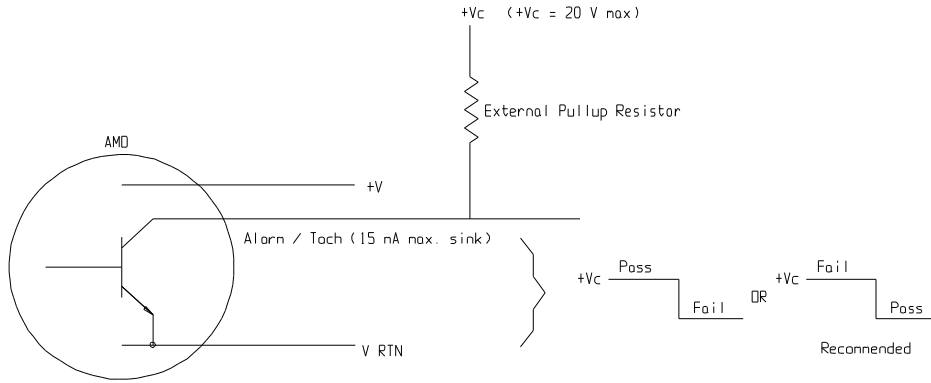 +Vc (+Vc = 20 V max)
External Pullup Resistor
AMD
+V
Alarm / Tach (15 mA max. sink)
+Vc Pass
Fail
OR
+Vc Fail
Pass
V RTN
Recommended